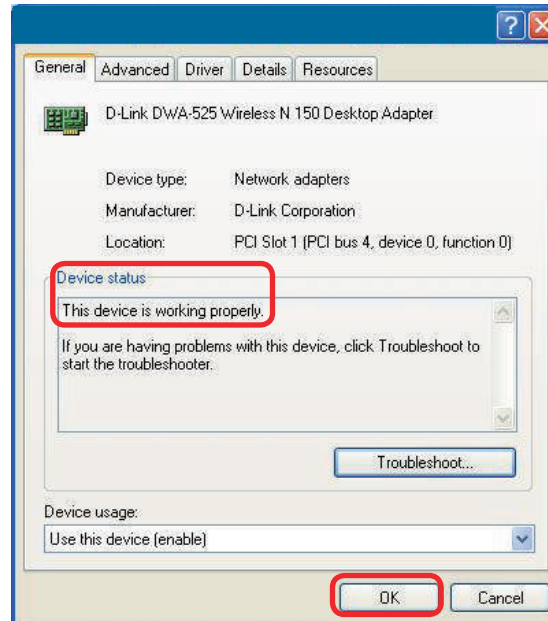 General Advanced Driver Details Resources
D-Link DWA-525 Wireless N 150 Desktop Adapter
Device type: Network adapters
Manufacturer: D-Link Corporation
Location: PCI Slot 1 (PCI bus 4, device 0, function 0)
Device status
This device is working properly.
If you are having problems with this device, click Troubleshoot to
start the troubleshooter.
Troubleshoot...
Device usage:
Use this device (enable)
OK Cancel